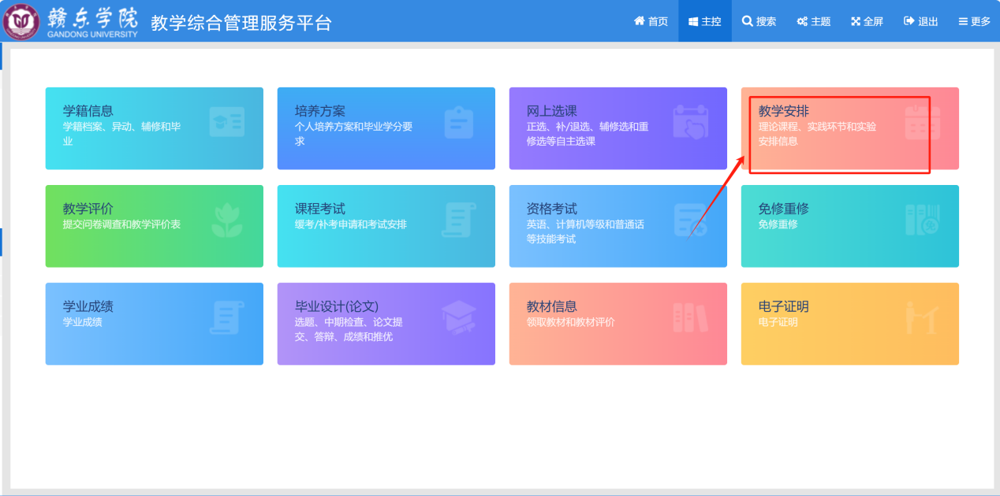 赣东学院
GANDONG UNIVERSITY
教学综合管理服务平台
首页
主控
搜索
主题
全屏
退出
更多
学籍信息
学籍档案、异动、辅修和毕
业
培养方案
个人培养方案和毕业学分要
求
网上选课
正选、补/退选、辅修选和重
修选等自主选课
教学安排
理论课程、实践环节和实验
安排信息
教学评价
提交问卷调查和教学评价表
课程考试
缓考/补考申请和考试安排
资格考试
英语、计算机等级和普通话
等技能考试
免修重修
免修重修
免
学业成绩
学业成绩
毕业设计(论文)
选题、中期检查、论文提
交、答辩、成绩和推优
教材信息
领取教材和教材评价
电子证明
电子证明